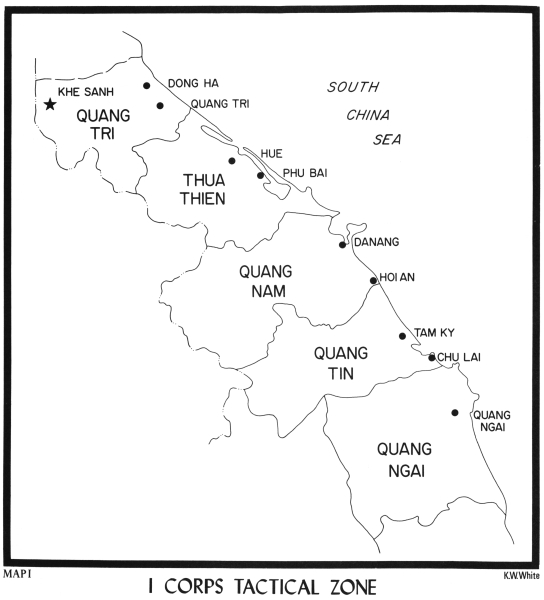 KHE SANH
DONG HA
QUANG TRI
QUANG
TRI
SOUTH
CHINA
SEA
HUE
PHU BAI
THUA
THIEN
DANANG
QUANG
NAM
HOI AN
TAM KY
CHU LAI
QUANG
TIN
QUANG
NGAI
QUANG
NGAI
MAP I
K.W.White
I CORPS TACTICAL ZONE